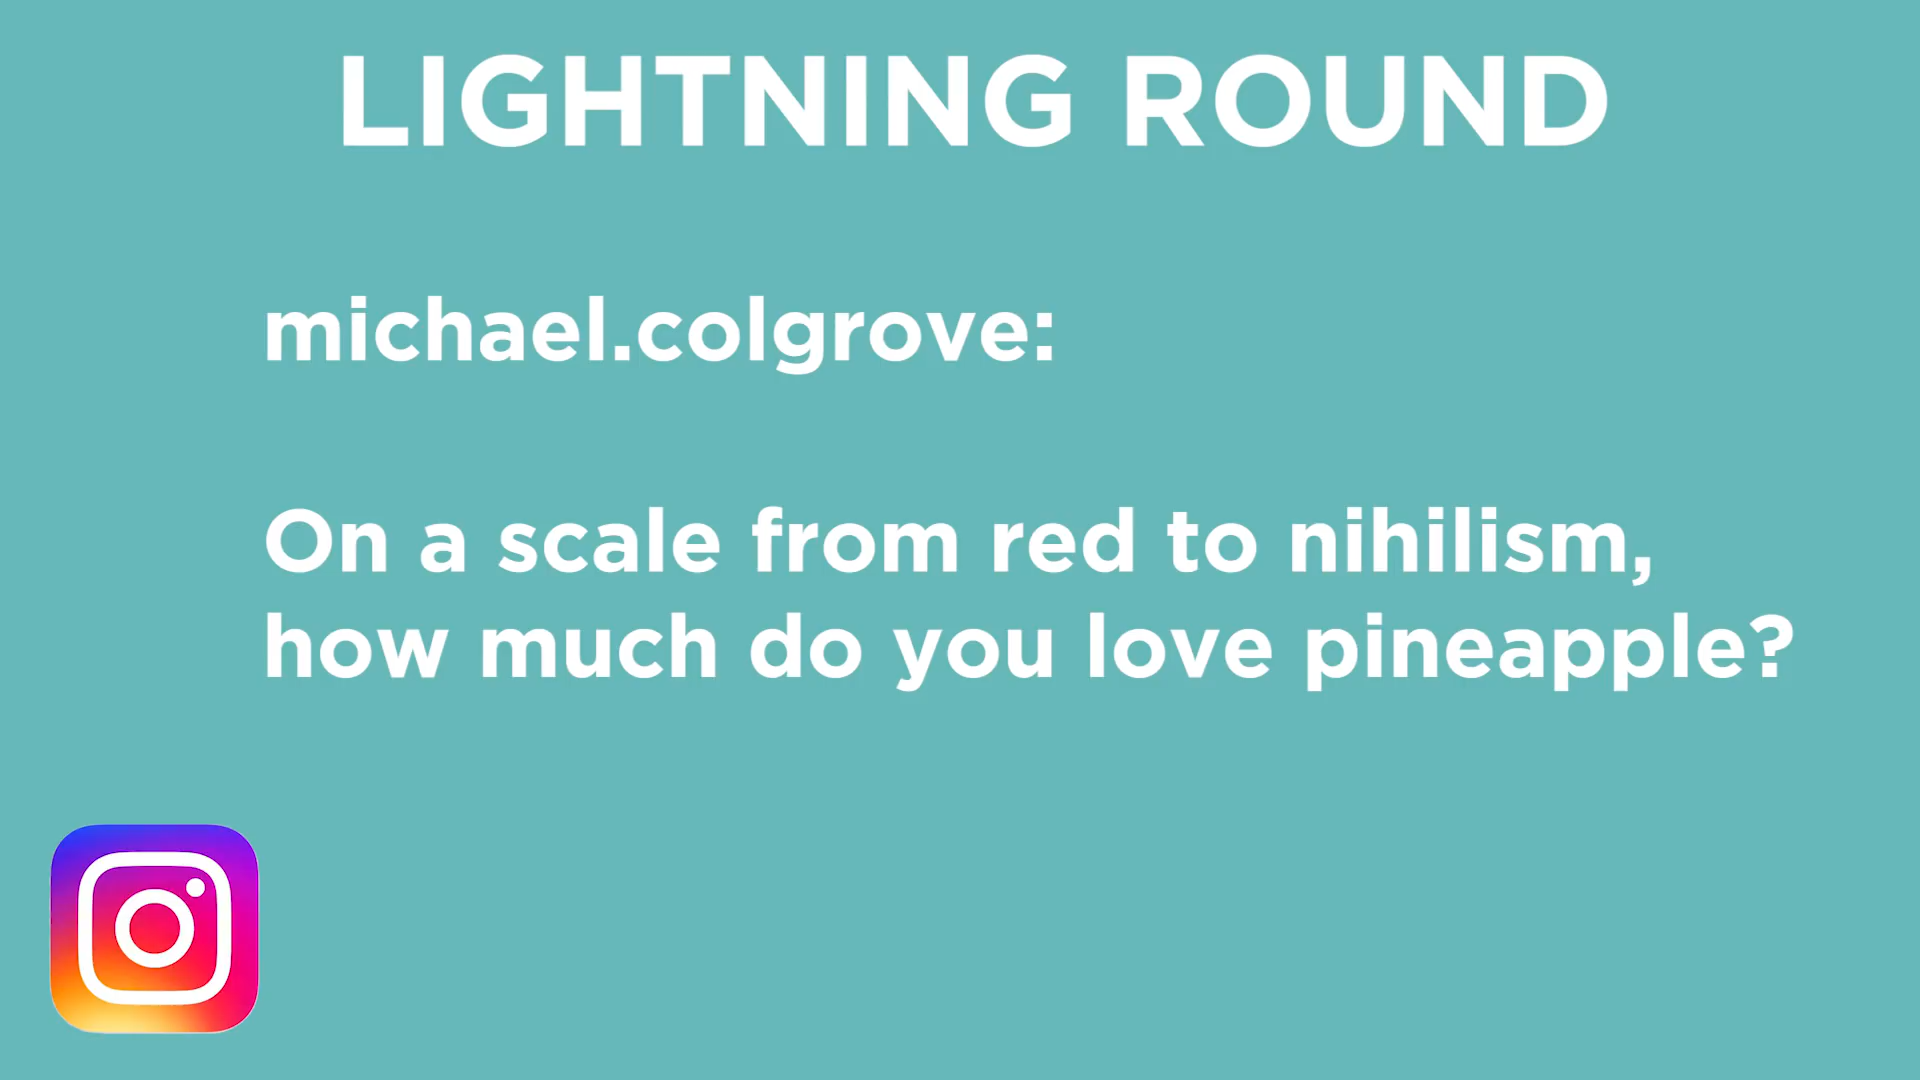 LIGHTNING ROUND
michael.colgrove:
On a scale from red to nihilism,
how much do you love pineapple?